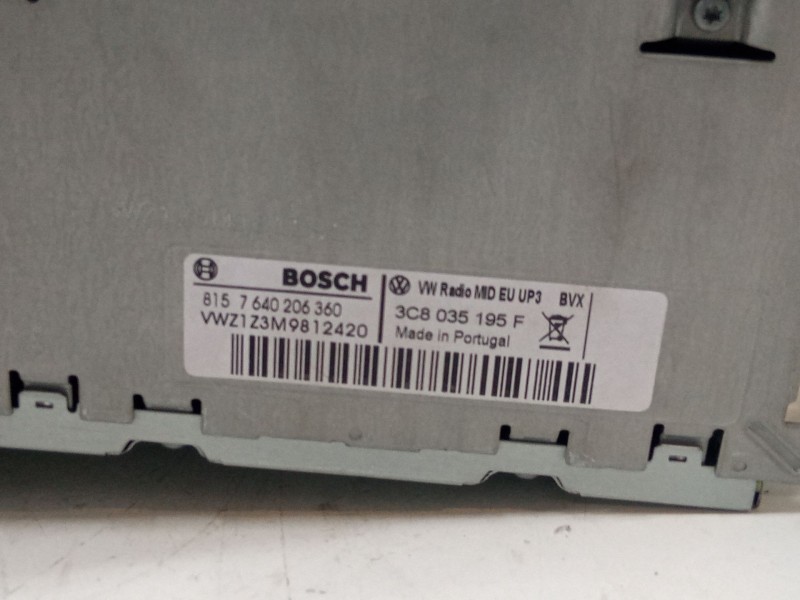 BOSCH
815 7 640 206 360
VWZ1Z3M9812420
VW Radio MID EU UP3 BVX
3C8 035 195 F
Made in Portugal